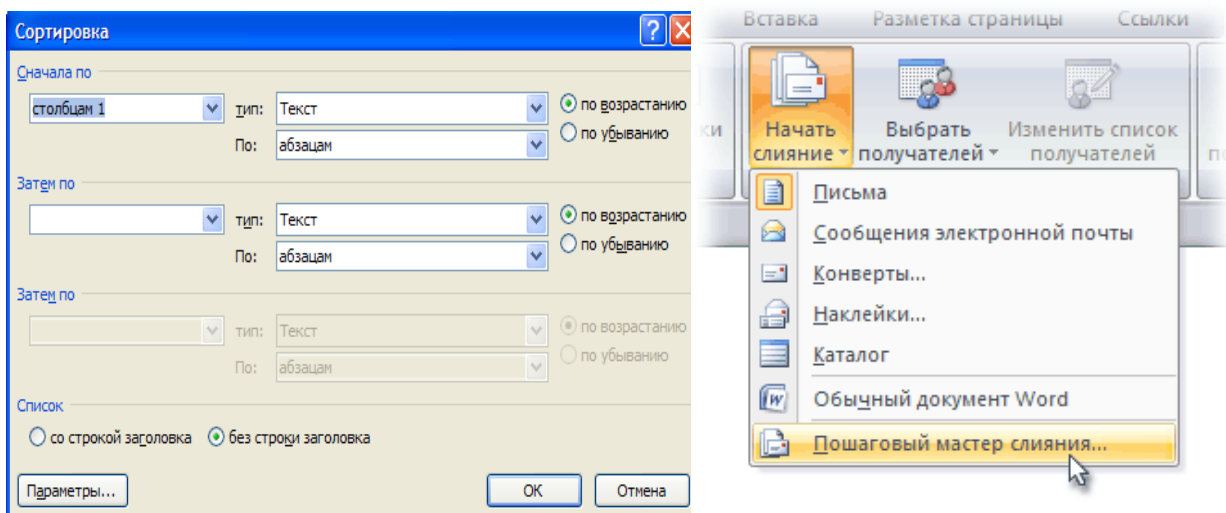 Сортировка
Сначала по
столбцам 1 тип: Текст по возрастанию
По: абзацам по убыванию
Затем по
тип: Текст по возрастанию
По: абзацам по убыванию
Затем по
тип: Текст по возрастанию
По: абзацам по убыванию
Список
со строкой заголовка без строки заголовка
Параметры... ОК Отмена
Вставка Разметка страницы Ссылки
Начать слияние
Выбрать получателей
Изменить список получателей
Письма
Сообщения электронной почты
Конверты...
Наклейки...
Каталог
Обычный документ Word
Пошаговый мастер слияния...